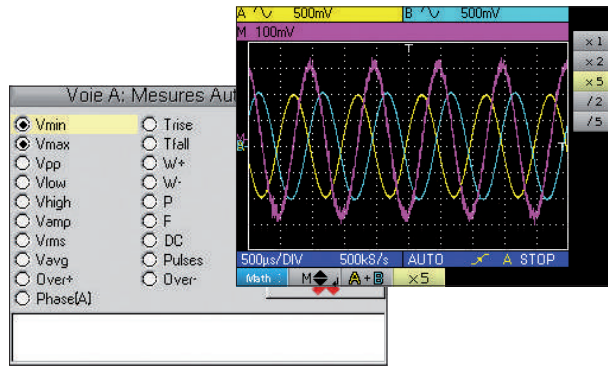 A 500mV B 500mV
M 100mV
T
×1
×2
×5
/2
/5
T
500µs/DIV 500kS/s AUTO A STOP
Math : M A+B ×5
Voie A: Mesures Aut
Vmin Trise
Vmax Tfall
Vpp W+
Vlow W-
Vhigh P
Vamp F
Vrms DC
Vavg Pulses
Over+ Over-
Phase(A)